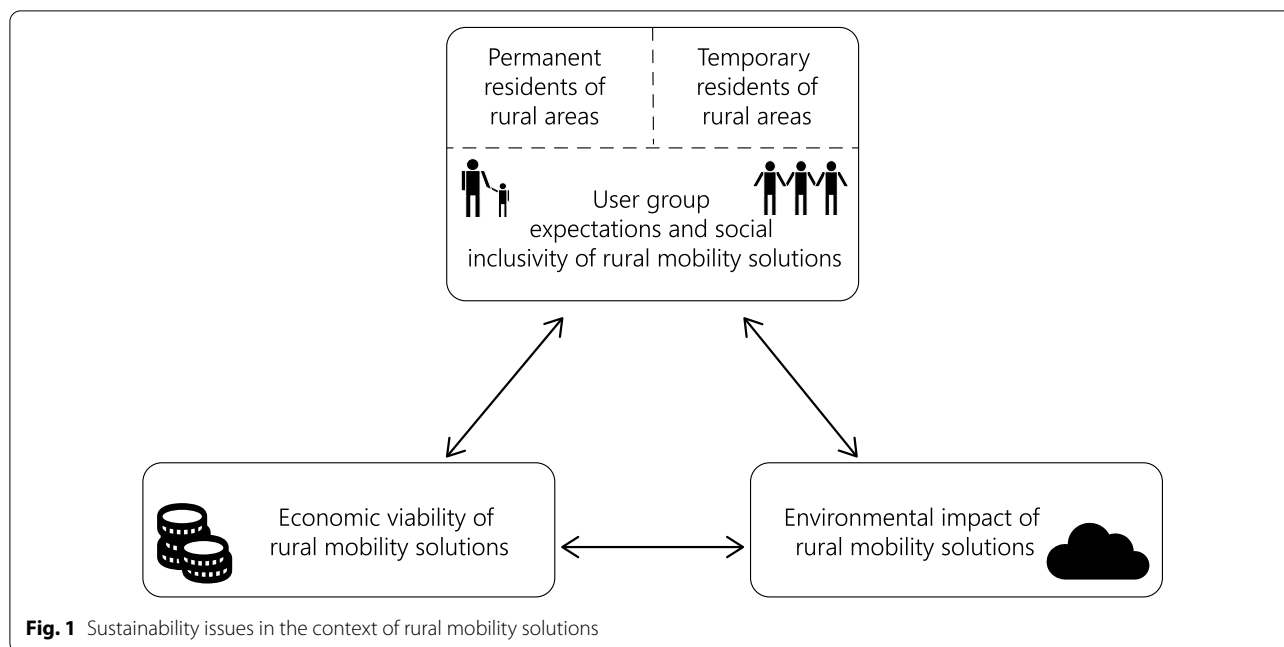 Permanent
residents of
rural areas
Temporary
residents of
rural areas
User group
expectations and social
inclusivity of rural mobility solutions
Economic viability of
rural mobility solutions
Environmental impact of
rural mobility solutions
Fig. 1 Sustainability issues in the context of rural mobility solutions